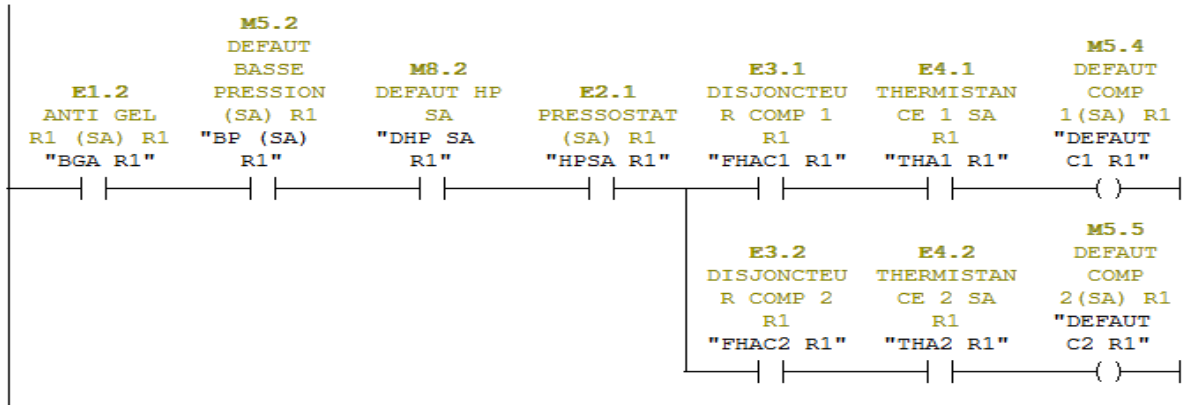 E1.2
ANTI GEL
R1 (SA) R1
"BGA R1"
M5.2
DEFAUT
BASSE
PRESSION
(SA) R1
"BP (SA)
R1"
M8.2
DEFAUT HP
SA
"DHP SA
R1"
E2.1
PRESSOSTAT
(SA) R1
"HPSA R1"
E3.1
DISJONCTEU
R COMP 1
R1
"FHAC1 R1"
E4.1
THERMISTAN
CE 1 SA
R1
"THA1 R1"
M5.4
DEFAUT
COMP
1(SA) R1
"DEFAUT
C1 R1"
E3.2
DISJONCTEU
R COMP 2
R1
"FHAC2 R1"
E4.2
THERMISTAN
CE 2 SA
R1
"THA2 R1"
M5.5
DEFAUT
COMP
2(SA) R1
"DEFAUT
C2 R1"